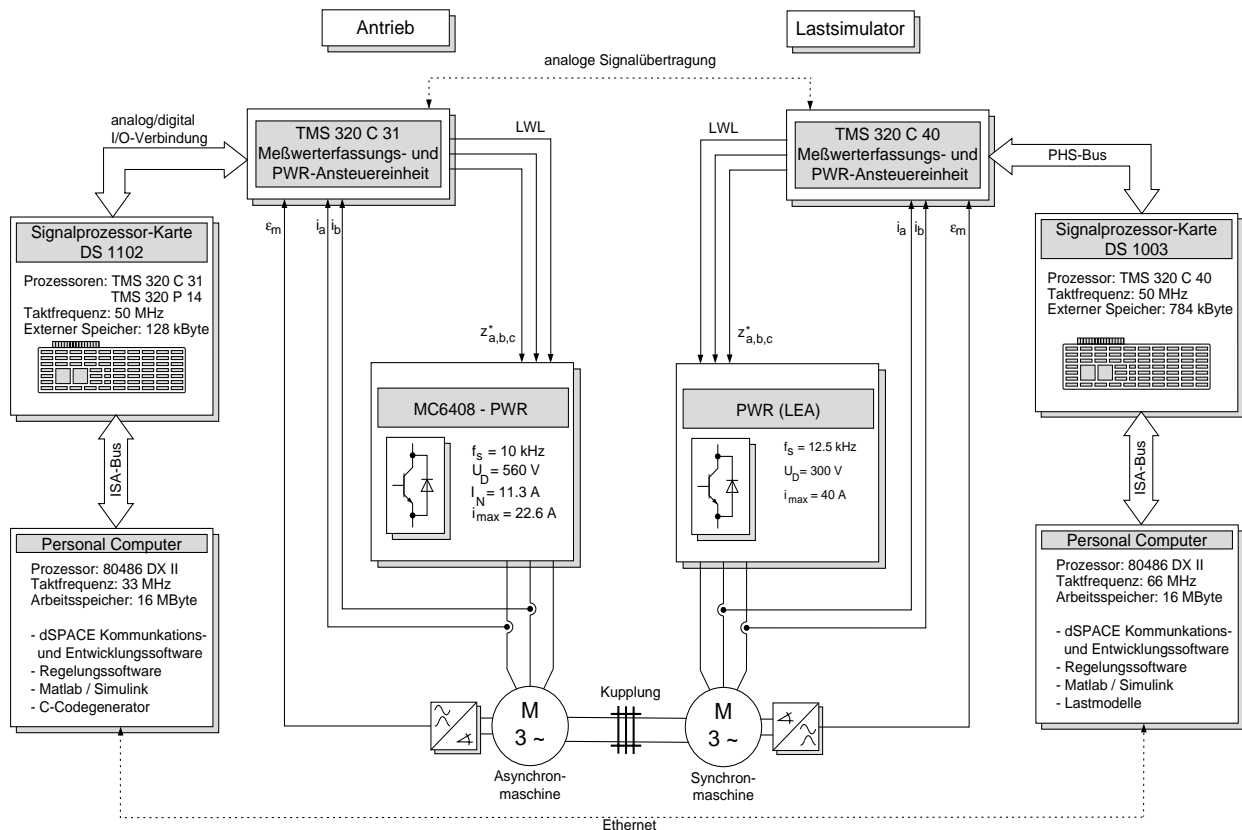 Antrieb
Lastsimulator
analoge Signalübertragung
analog/digital
I/O-Verbindung
TMS 320 C 31
Meßwerterfassungs- und
PWR-Ansteuereinheit
LWL
LWL
TMS 320 C 40
Meßwerterfassungs- und
PWR-Ansteuereinheit
PHS-Bus
εm
ia
ib
ia
ib
εm
Signalprozessor-Karte
DS 1102
Prozessoren: TMS 320 C 31
TMS 320 P 14
Taktfrequenz: 50 MHz
Externer Speicher: 128 kByte
Signalprozessor-Karte
DS 1003
Prozessor: TMS 320 C 40
Taktfrequenz: 50 MHz
Externer Speicher: 784 kByte
z*a,b,c
z*a,b,c
MC6408 - PWR
fs = 10 kHz
UD = 560 V
IN = 11.3 A
imax = 22.6 A
PWR (LEA)
fs = 12.5 kHz
UD = 300 V
imax = 40 A
ISA-Bus
ISA-Bus
Personal Computer
Prozessor: 80486 DX II
Taktfrequenz: 33 MHz
Arbeitsspeicher: 16 MByte
- dSPACE Kommunkations-
und Entwicklungssoftware
- Regelungssoftware
- Matlab / Simulink
- C-Codegenerator
Personal Computer
Prozessor: 80486 DX II
Taktfrequenz: 66 MHz
Arbeitsspeicher: 16 MByte
- dSPACE Kommunkations-
und Entwicklungssoftware
- Regelungssoftware
- Matlab / Simulink
- Lastmodelle
M
3 ~
Kupplung
M
3 ~
Asynchron-
maschine
Synchron-
maschine
Ethernet